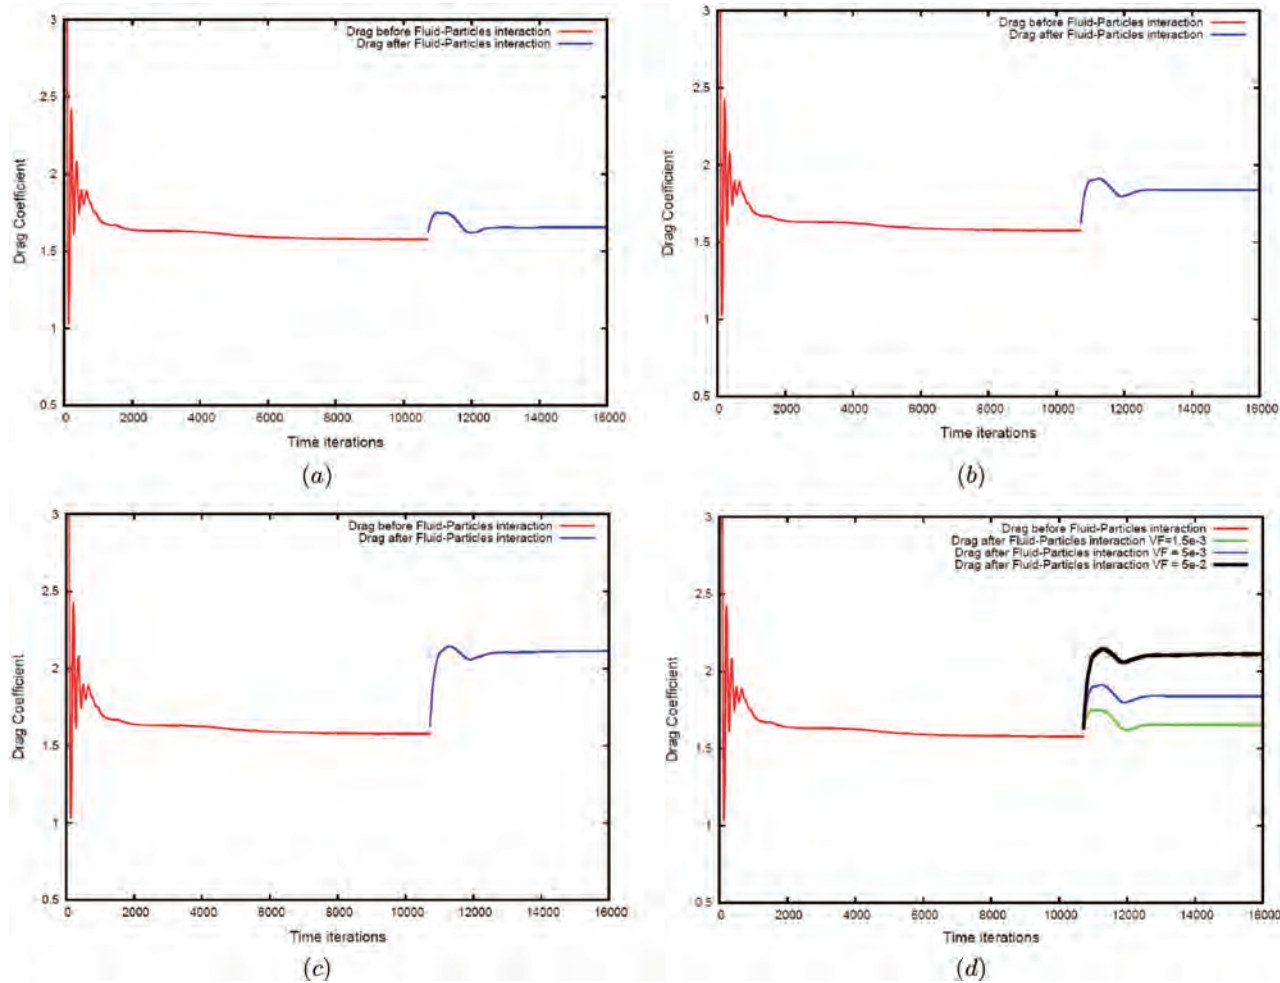 3
Drag before Fluid-Particles interaction
Drag after Fluid-Particles interaction
2.5
2
1.5
1
0.5
Drag Coefficient
0 2000 4000 6000 8000 10000 12000 14000 16000
Time iterations
(a)
3
Drag before Fluid-Particles interaction
Drag after Fluid-Particles interaction
2.5
2
1.5
1
0.5
Drag Coefficient
0 2000 4000 6000 8000 10000 12000 14000 16000
Time iterations
(b)
3
Drag before Fluid-Particles interaction
Drag after Fluid-Particles interaction
2.5
2
1.5
1
0.5
Drag Coefficient
0 2000 4000 6000 8000 10000 12000 14000 16000
Time iterations
(c)
3
Drag before Fluid-Particles interaction
Drag after Fluid-Particles interaction VF=1.5e-3
Drag after Fluid-Particles interaction VF = 5e-3
Drag after Fluid-Particles interaction VF = 5e-2
2.5
2
1.5
1
0.5
Drag Coefficient
0 2000 4000 6000 8000 10000 12000 14000 16000
Time iterations
(d)